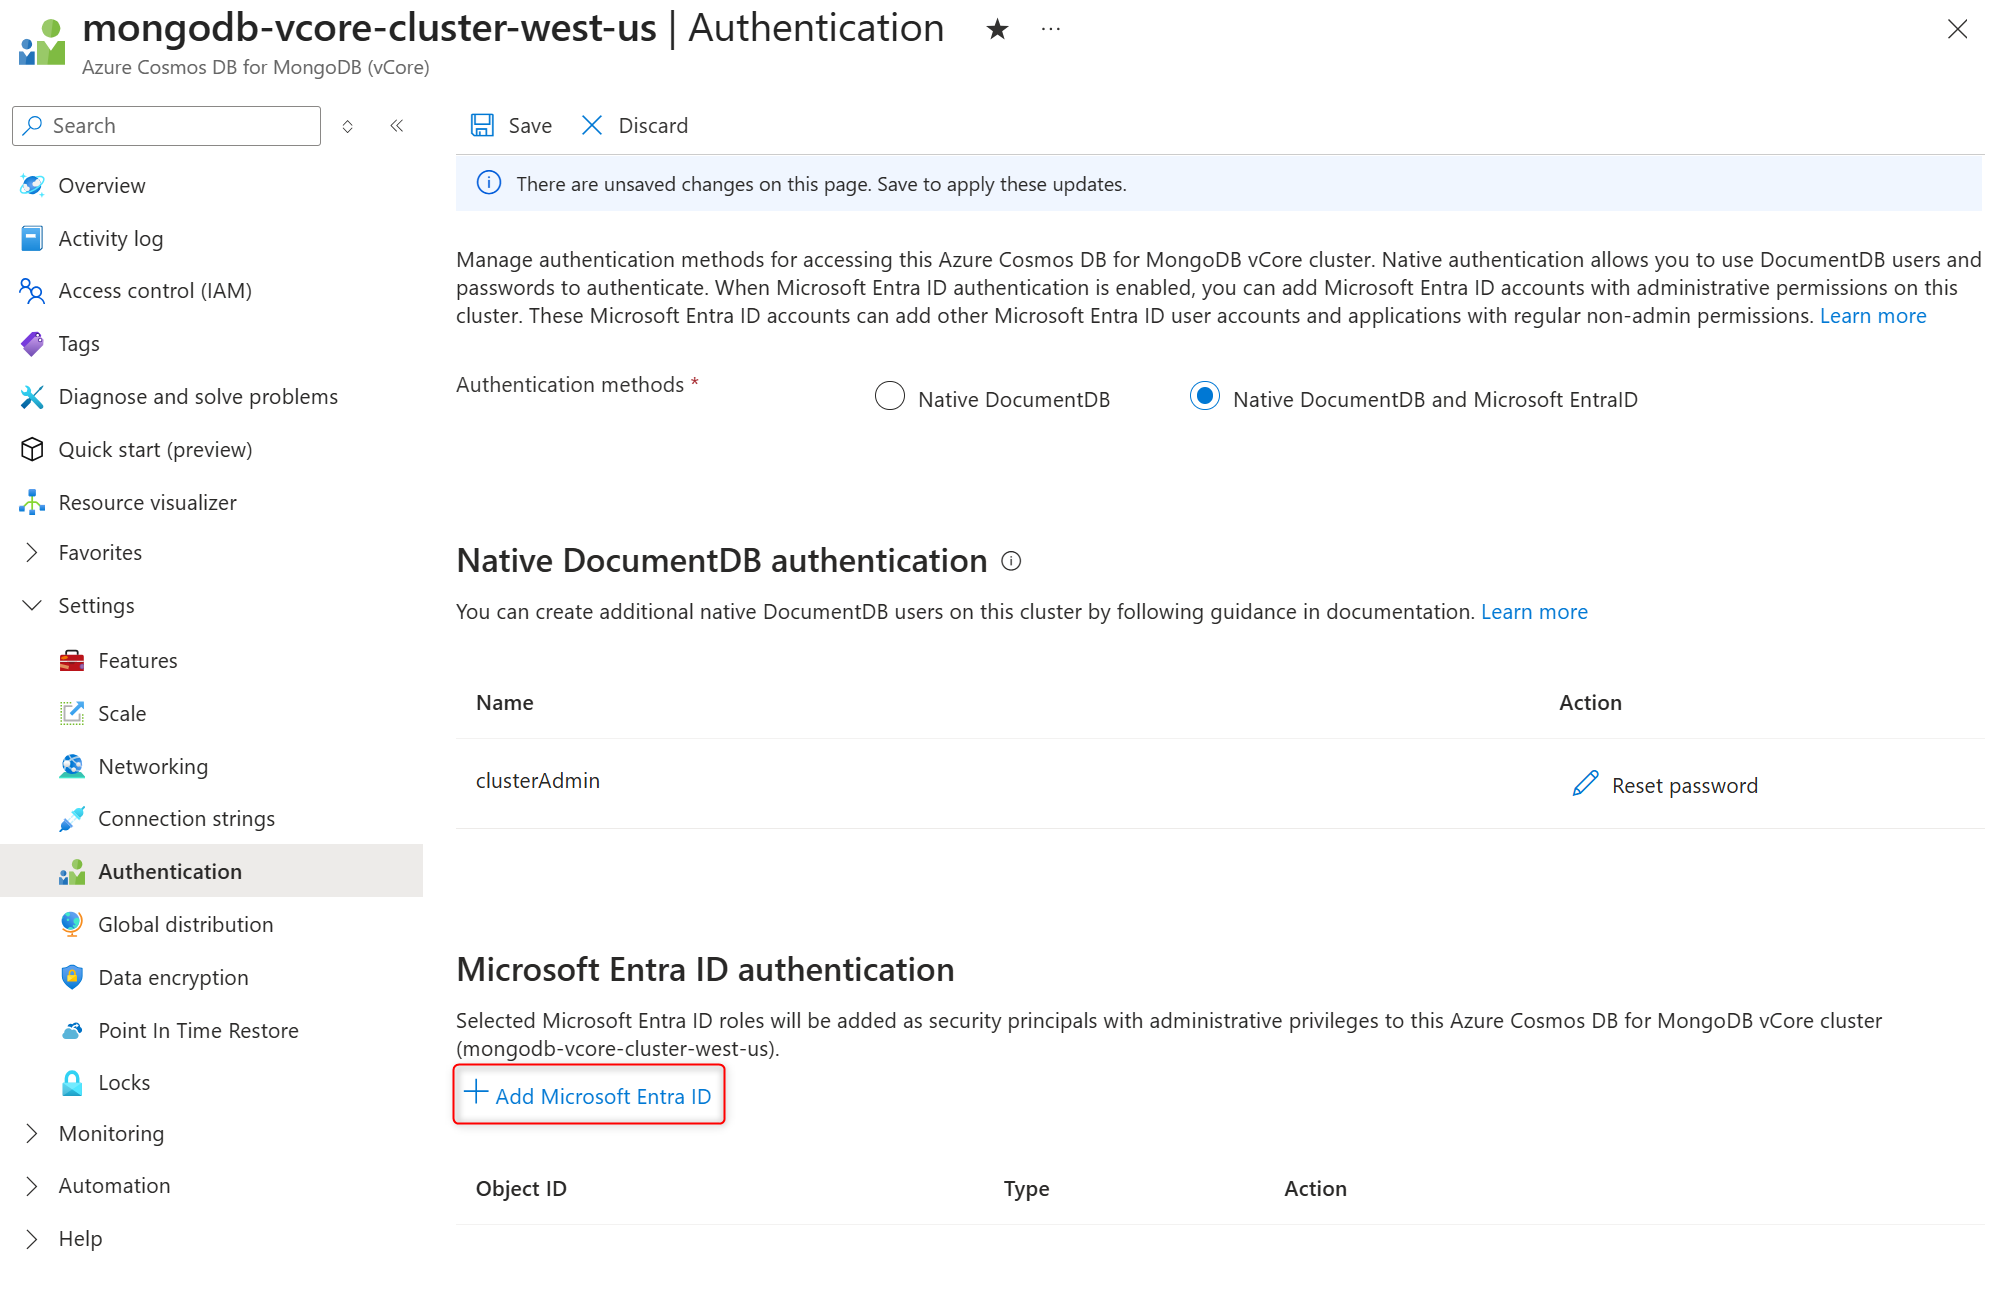 mongodb-vcore-cluster-west-us | Authentication
Azure Cosmos DB for MongoDB (vCore)
Search
Overview
Activity log
Access control (IAM)
Tags
Diagnose and solve problems
Quick start (preview)
Resource visualizer
Favorites
Settings
Features
Scale
Networking
Connection strings
Authentication
Global distribution
Data encryption
Point In Time Restore
Locks
Monitoring
Automation
Help
Save
Discard
There are unsaved changes on this page. Save to apply these updates.
Manage authentication methods for accessing this Azure Cosmos DB for MongoDB vCore cluster. Native authentication allows you to use DocumentDB users and
passwords to authenticate. When Microsoft Entra ID authentication is enabled, you can add Microsoft Entra ID accounts with administrative permissions on this
cluster. These Microsoft Entra ID accounts can add other Microsoft Entra ID user accounts and applications with regular non-admin permissions. Learn more
Authentication methods *
Native DocumentDB
Native DocumentDB and Microsoft EntraID
Native DocumentDB authentication
You can create additional native DocumentDB users on this cluster by following guidance in documentation. Learn more
Name
Action
clusterAdmin
Reset password
Microsoft Entra ID authentication
Selected Microsoft Entra ID roles will be added as security principals with administrative privileges to this Azure Cosmos DB for MongoDB vCore cluster
(mongodb-vcore-cluster-west-us).
Add Microsoft Entra ID
Object ID
Type
Action